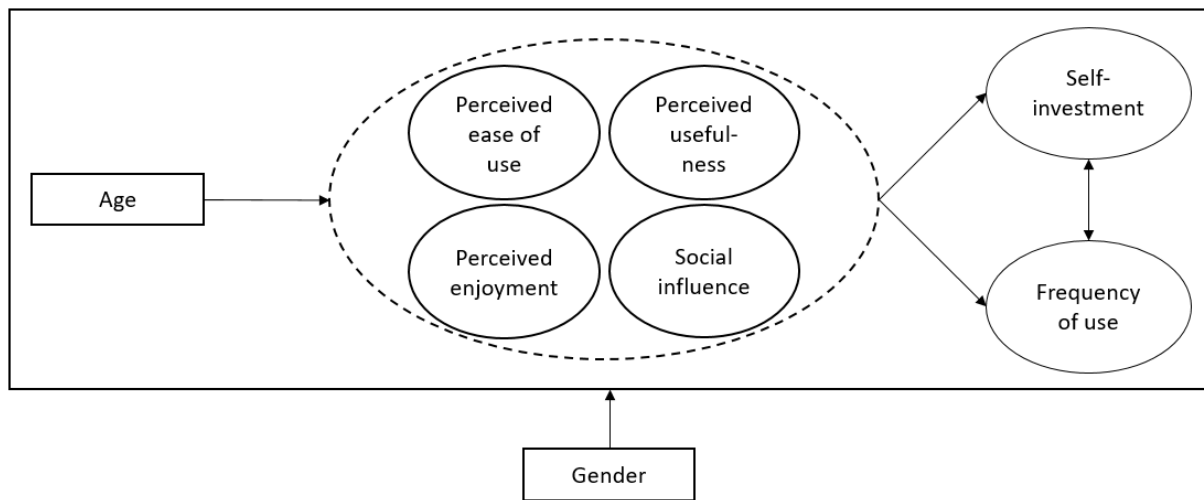 Age
Perceived
ease of
use
Perceived
useful-
ness
Perceived
enjoyment
Social
influence
Self-
investment
Frequency
of use
Gender